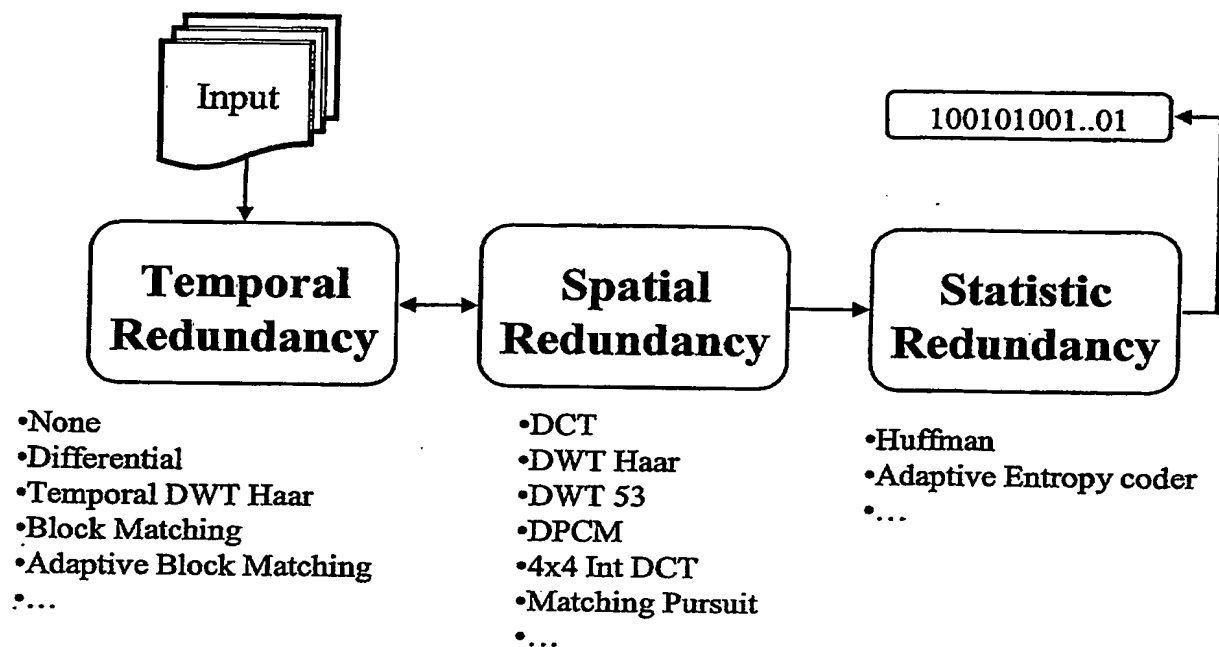 Input
100101001..01
Temporal
Redundancy
Spatial
Redundancy
Statistic
Redundancy
•None
•Differential
•Temporal DWT Haar
•Block Matching
•Adaptive Block Matching
•...
•DCT
•DWT Haar
•DWT 53
•DPCM
•4x4 Int DCT
•Matching Pursuit
•...
•Huffman
•Adaptive Entropy coder
•...